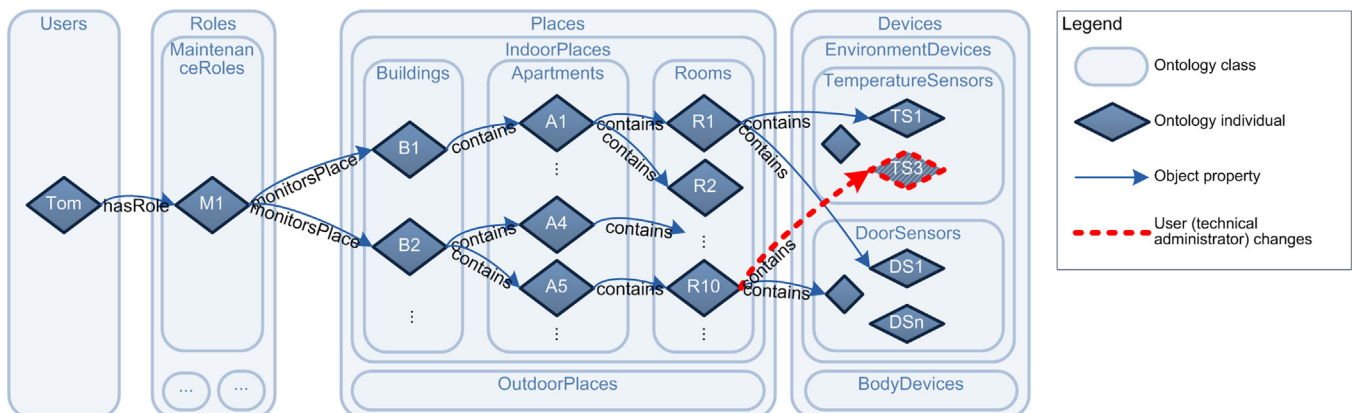 Users
Roles
Places
Devices
Legend
Maintenan
ceRoles
IndoorPlaces
EnvironmentDevices
Buildings
Apartments
Rooms
TemperatureSensors
Ontology class
Tom
hasRole
M1
monitorsPlace
monitorsPlace
B1
contains
A1
contains
contains
R1
contains
contains
TS1
Ontology individual
⋮
R2
TS3
Object property
B2
contains
contains
A4
contains
⋮
contains
DoorSensors
User (technical
administrator) changes
A5
contains
R10
contains
DS1
DSn
⋮
⋮
⋮
...
...
OutdoorPlaces
BodyDevices